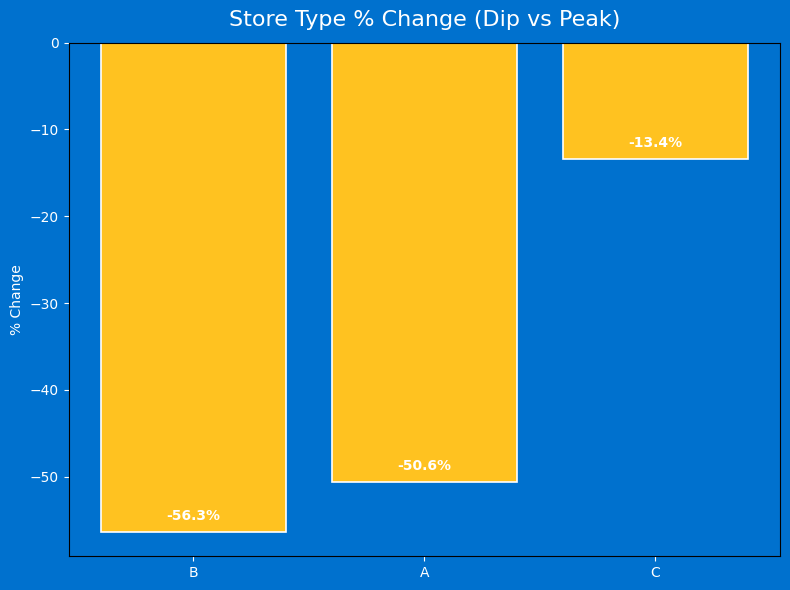 Store Type % Change (Dip vs Peak)
% Change
0
−10
−20
−30
−40
−50
-56.3%
-50.6%
-13.4%
B
A
C